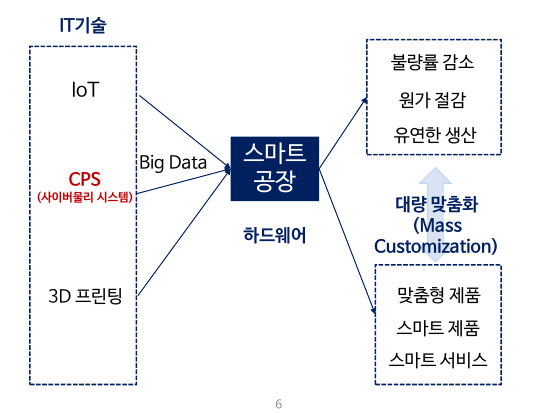 IT기술
IoT
CPS
(사이버물리 시스템)
3D 프린팅
Big Data
스마트
공장
하드웨어
불량률 감소
원가 절감
유연한 생산
대량 맞춤화
(Mass
Customization)
맞춤형 제품
스마트 제품
스마트 서비스
6